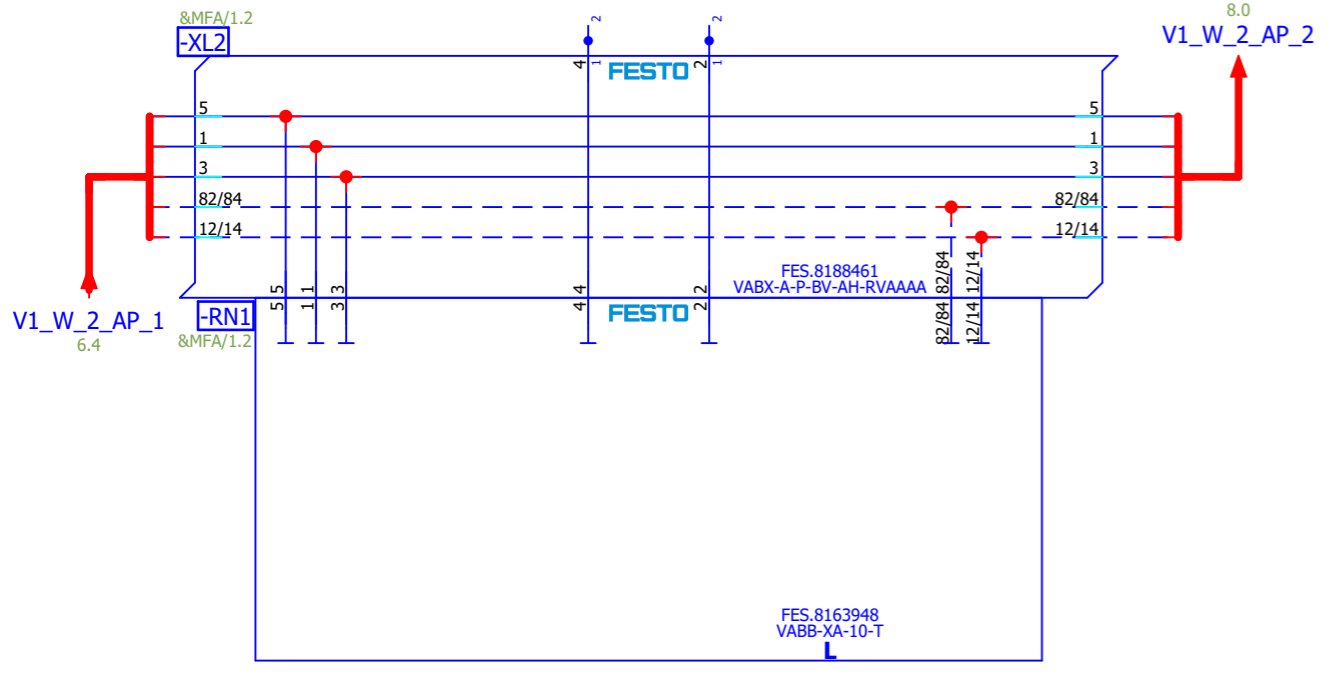 &MFA/1.2
-XL2
2
2
8.0
V1_W_2_AP_2
4
1
FESTO
2
1
5
5
1
1
3
3
82/84
82/84
12/14
12/14
FES.8188461
VABX-A-P-BV-AH-RVAAAA
5
1
3
4
2
82/84
12/14
-RN1
5
1
3
4
FESTO
2
82/84
12/14
V1_W_2_AP_1
6.4
&MFA/1.2
FES.8163948
VABB-XA-10-T
L